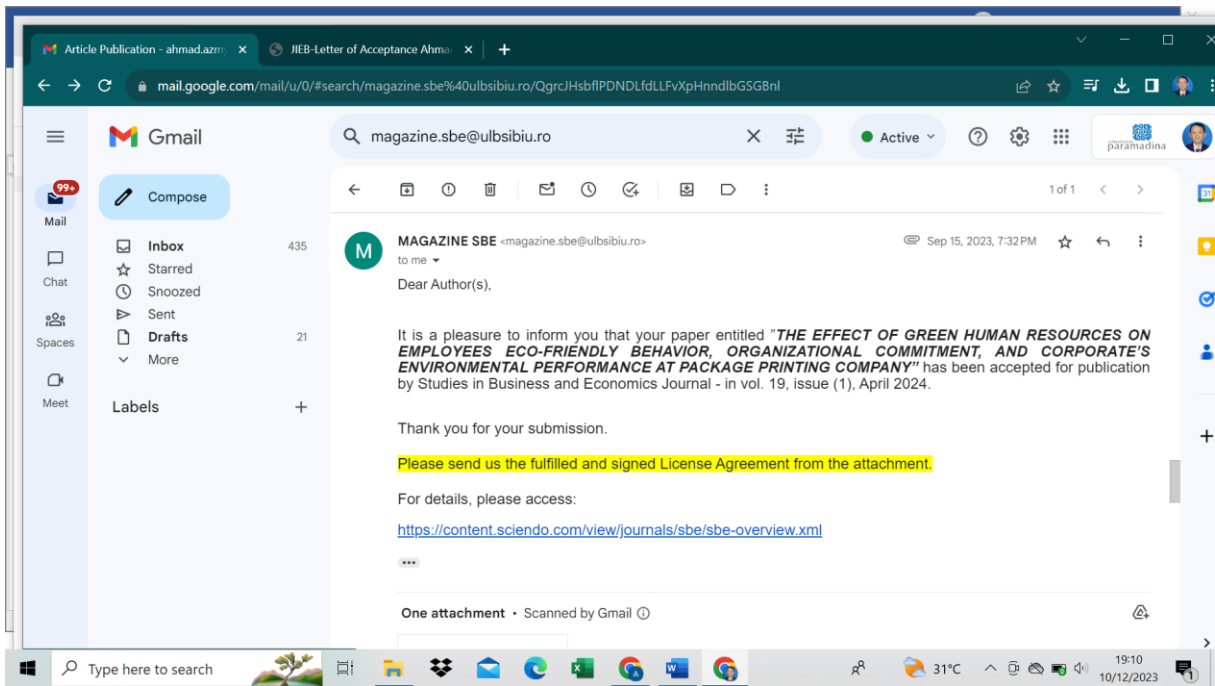 Article Publication - ahmad.azm
JIEB-Letter of Acceptance Ahma
mail.google.com/mail/u/0/#search/magazine.sbe%40ulbsibiu.ro/QgrcJHsbflPDNDLfdLLFvXpHnndlbGSGBnl
Gmail
magazine.sbe@ulbsibiu.ro
Active
paramadina
99+
Mail
Chat
Spaces
Meet
Compose
Inbox 435
Starred
Snoozed
Sent
Drafts 21
More
Labels
1 of 1
31
M
MAGAZINE SBE <magazine.sbe@ulbsibiu.ro>
Sep 15, 2023, 7:32 PM
to me
Dear Author(s),
It is a pleasure to inform you that your paper entitled "THE EFFECT OF GREEN HUMAN RESOURCES ON
EMPLOYEES ECO-FRIENDLY BEHAVIOR, ORGANIZATIONAL COMMITMENT, AND CORPORATE'S
ENVIRONMENTAL PERFORMANCE AT PACKAGE PRINTING COMPANY" has been accepted for publication
by Studies in Business and Economics Journal - in vol. 19, issue (1), April 2024.
Thank you for your submission.
Please send us the fulfilled and signed License Agreement from the attachment.
For details, please access:
https://content.sciendo.com/view/journals/sbe/sbe-overview.xml
One attachment • Scanned by Gmail
Type here to search
31°C
19:10
10/12/2023
1